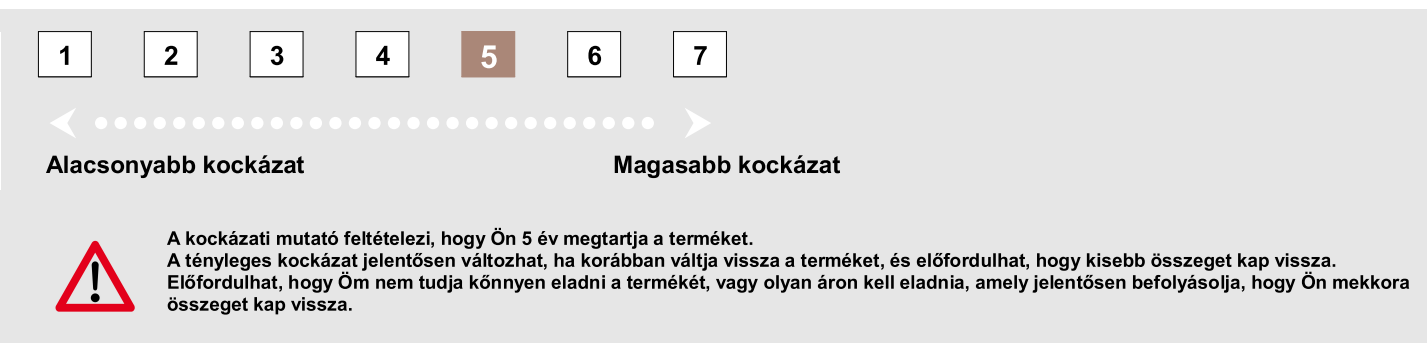 1 2 3 4 5 6 7
Alacsonyabb kockázat Magasabb kockázat
A kockázati mutató feltételezi, hogy Ön 5 év megtartja a terméket.
A tényleges kockázat jelentősen változhat, ha korábban váltja vissza a terméket, és előfordulhat, hogy kisebb összeget kap vissza.
Előfordulhat, hogy Öm nem tudja kőnnyen eladni a termékét, vagy olyan áron kell eladnia, amely jelentősen befolyásolja, hogy Ön mekkora
összeget kap vissza.